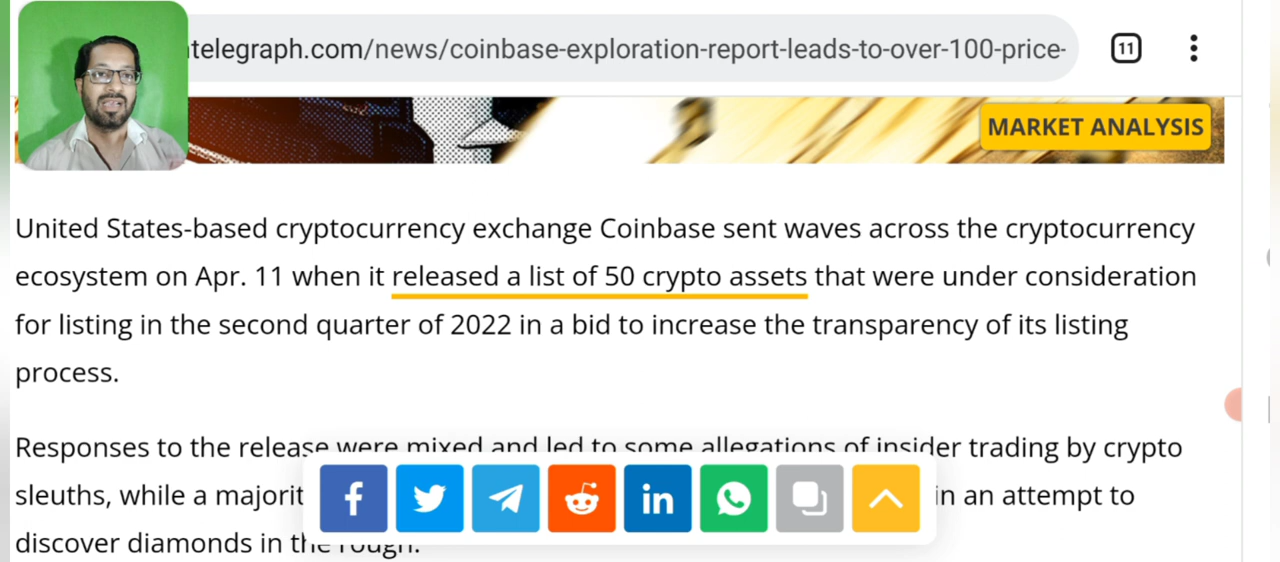 telegraph.com/news/coinbase-exploration-report-leads-to-over-100-price-
11
MARKET ANALYSIS
United States-based cryptocurrency exchange Coinbase sent waves across the cryptocurrency
ecosystem on Apr. 11 when it released a list of 50 crypto assets that were under consideration
for listing in the second quarter of 2022 in a bid to increase the transparency of its listing
process.
Responses to the release were mixed and led to some allegations of insider trading by crypto
sleuths, while a majorit in an attempt to
discover diamonds in the rough.
f
in